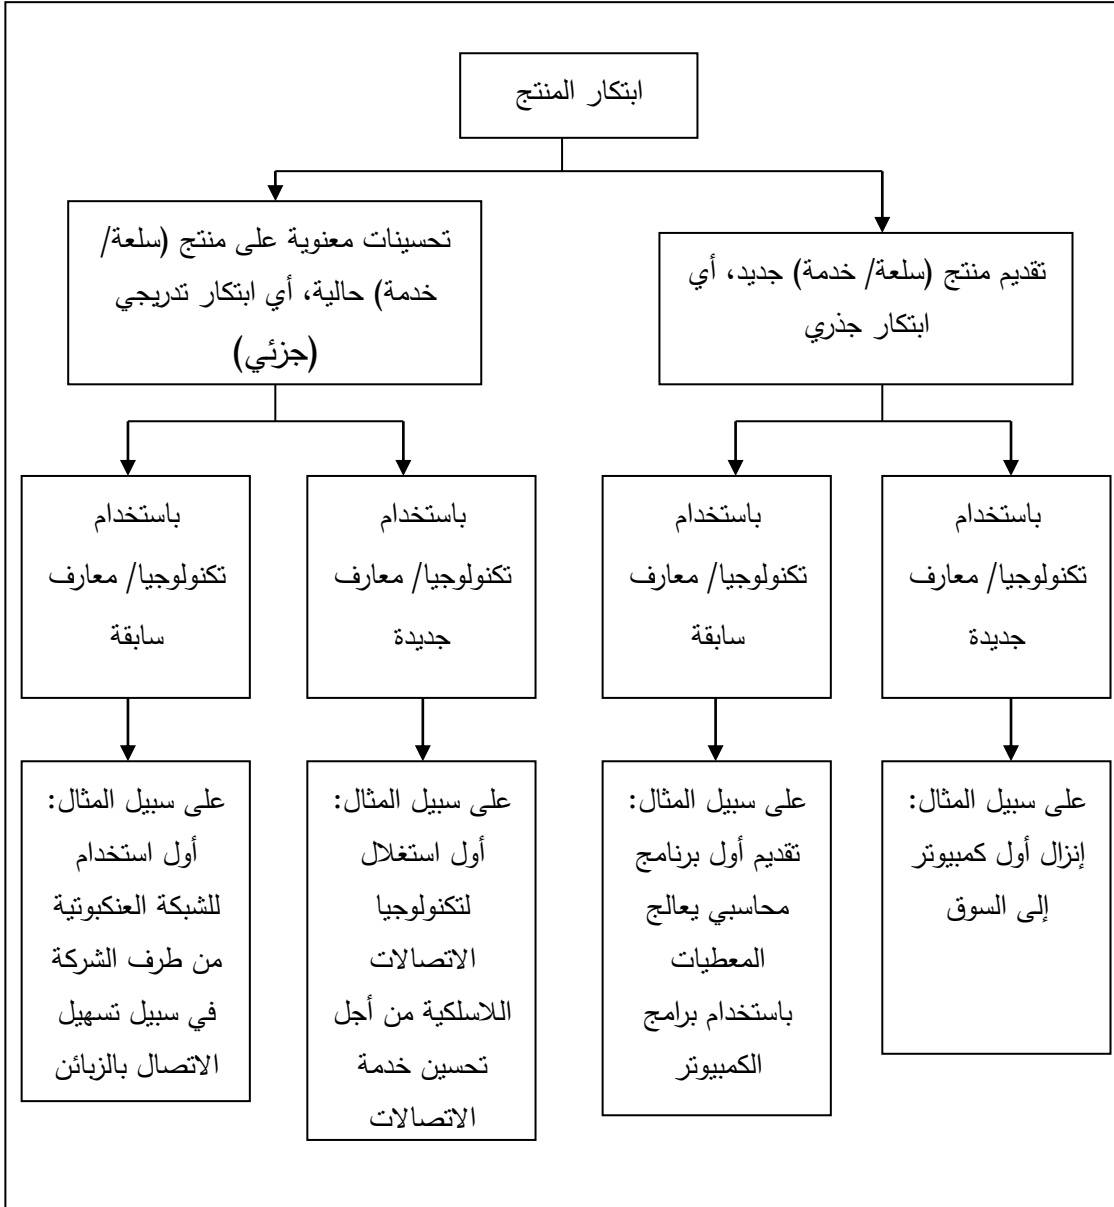 ابتكار المنتج
تقديم منتج (سلعة/ خدمة) جديد، أي
ابتكار جذري
تحسينات معنوية على منتج (سلعة/
خدمة) حالية، أي ابتكار تدريجي
(جزئي)
باستخدام
تكنولوجيا/ معارف
جديدة
باستخدام
تكنولوجيا/ معارف
سابقة
باستخدام
تكنولوجيا/ معارف
جديدة
باستخدام
تكنولوجيا/ معارف
سابقة
على سبيل المثال:
إنزال أول كمبيوتر
إلى السوق
على سبيل المثال:
تقديم أول برنامج
محاسبي يعالج
المعطيات
باستخدام برامج
الكمبيوتر
على سبيل المثال:
أول استغلال
لتكنولوجيا
الاتصالات
اللاسلكية من أجل
تحسين خدمة
الاتصالات
على سبيل المثال:
أول استخدام
للشبكة العنكبوتية
من طرف الشركة
في سبيل تسهيل
الاتصال بالزبائن